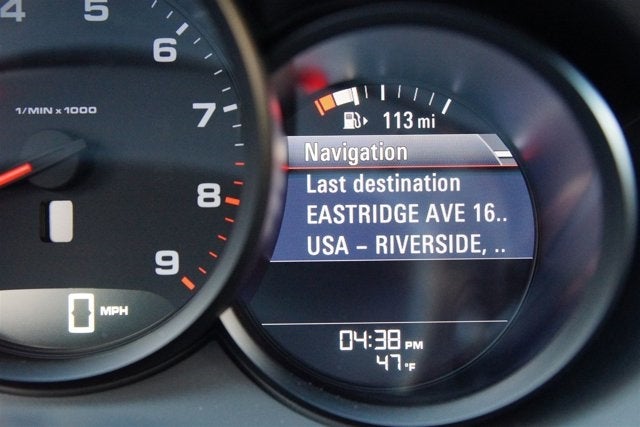 4
5
6
1/MIN x 1000
7
8
9
0 MPH
113 mi
Navigation
Last destination
EASTRIDGE AVE 16..
USA – RIVERSIDE, ..
04:38 PM
47 °F